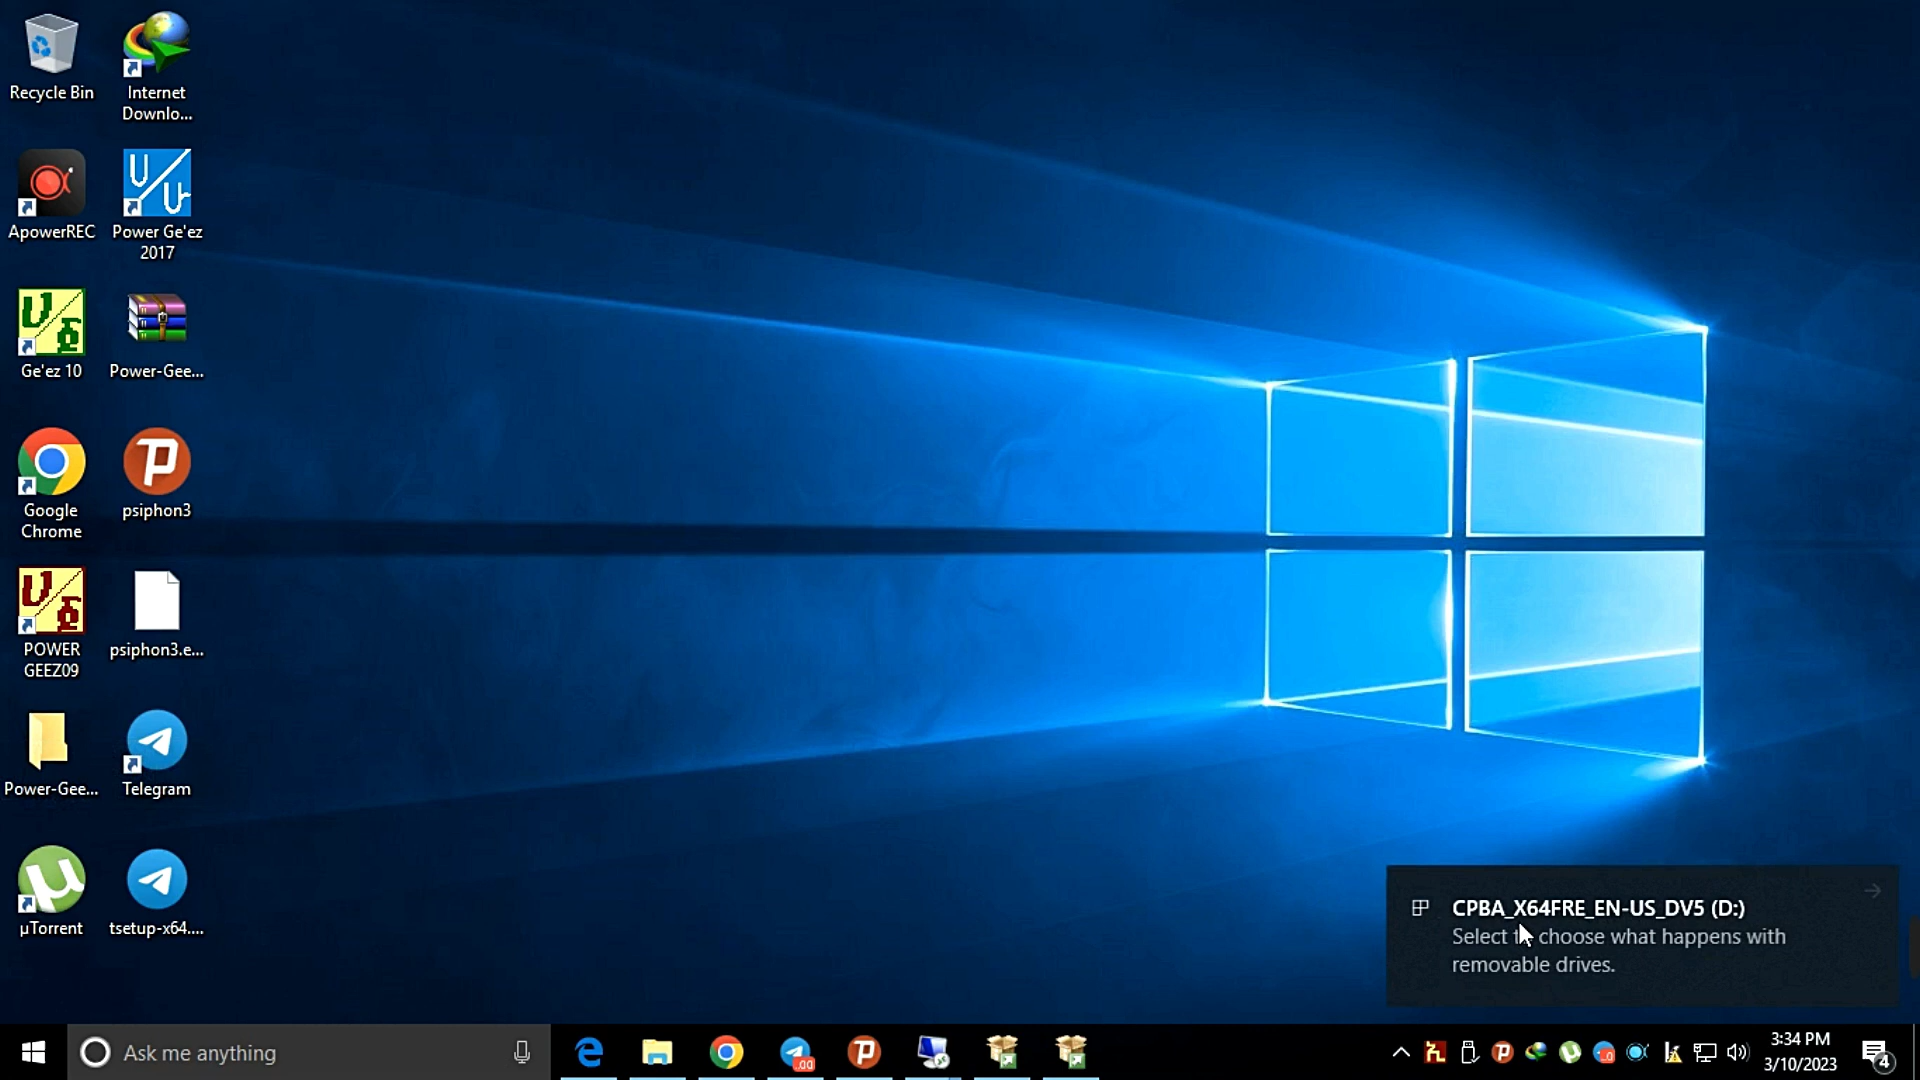 Recycle Bin
Internet
Downlo...
ApowerREC
Power Ge'ez
2017
Ge'ez 10
Power-Gee...
Google
Chrome
psiphon3
POWER
GEEZ09
psiphon3.e...
Power-Gee...
Telegram
µTorrent
tsetup-x64....
CPBA_X64FRE_EN-US_DV5 (D:)
Select to choose what happens with
removable drives.
Ask me anything
3:34 PM
3/10/2023
4